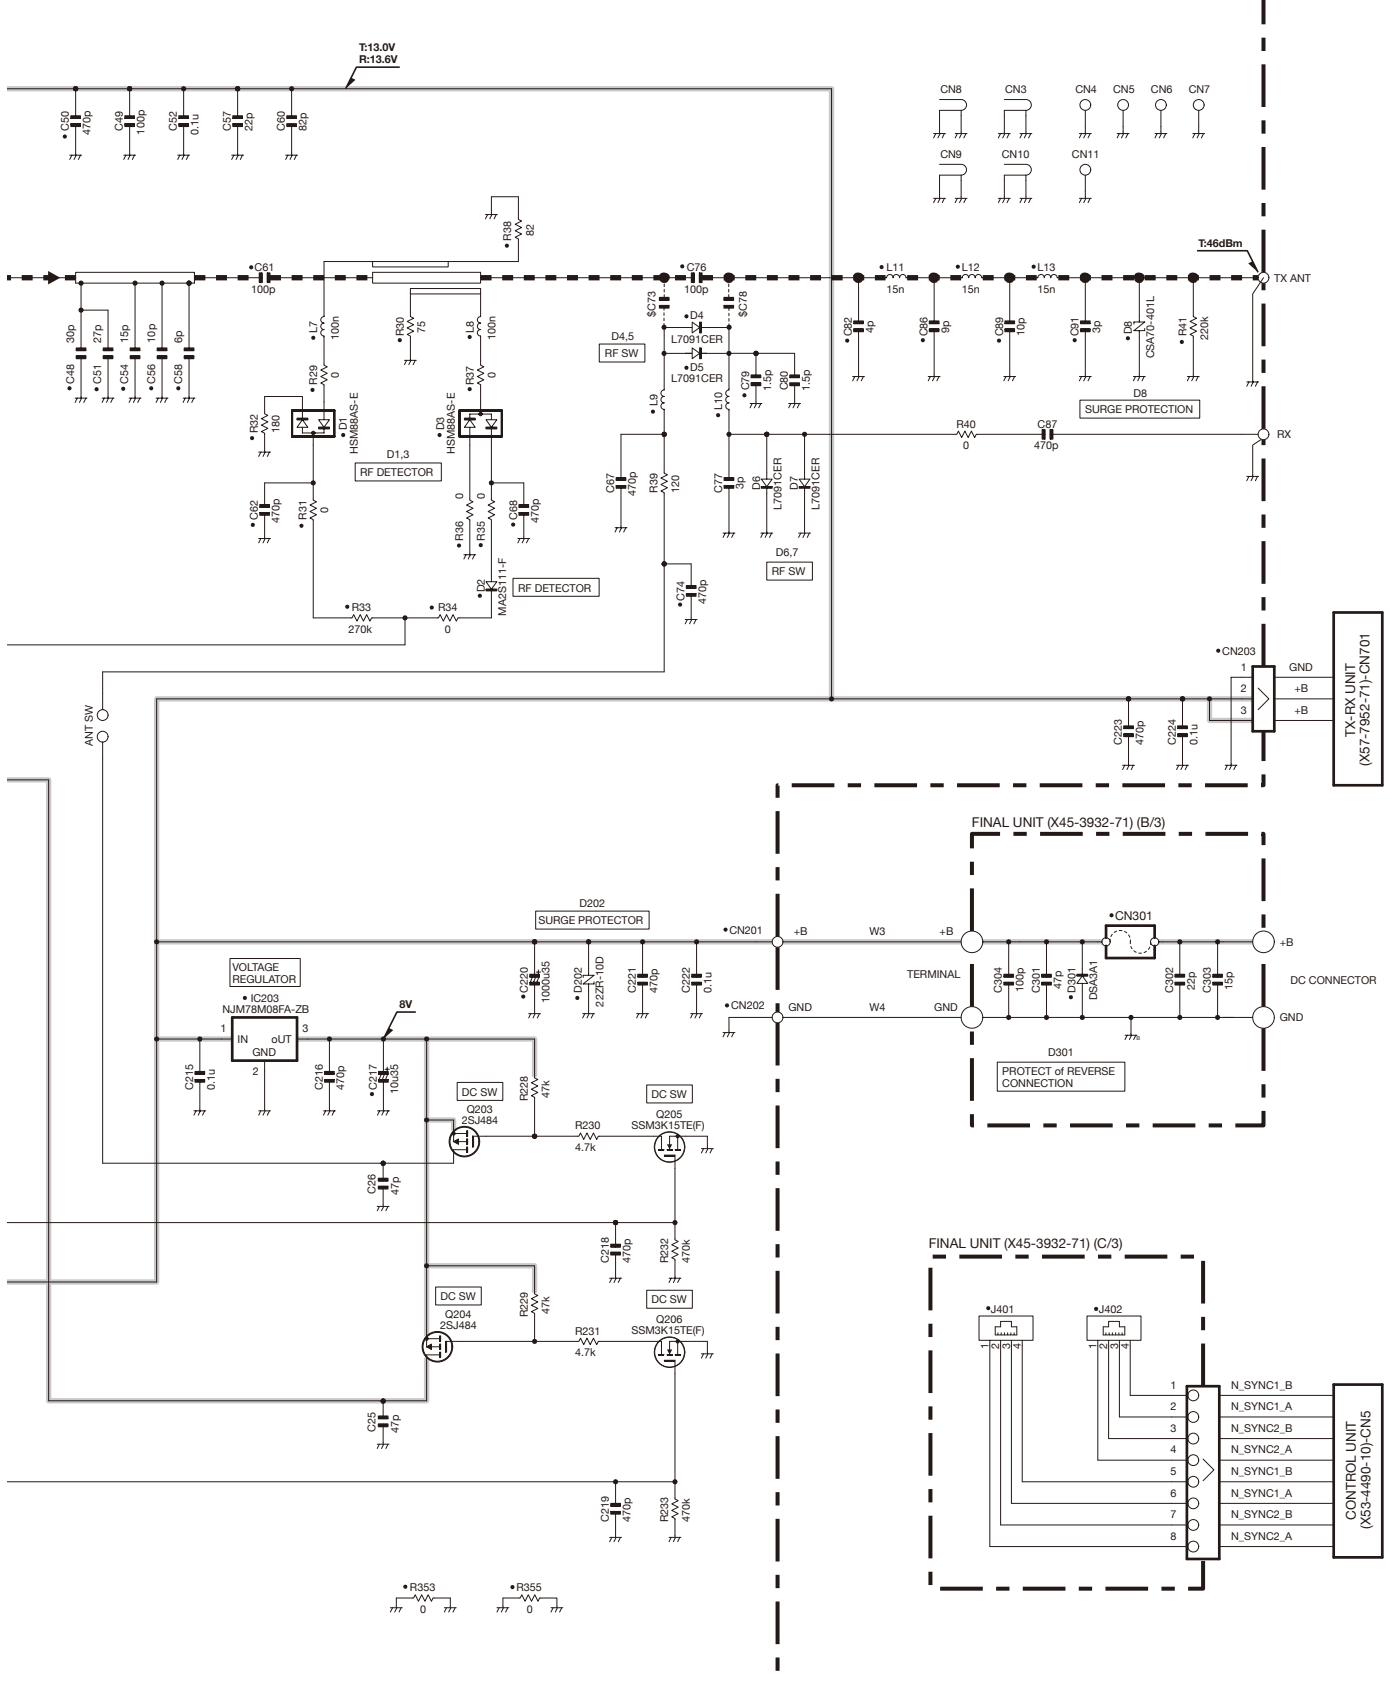 T:13.0V
R:13.6V
• C50
470p
C49
100p
C52
0.1u
C57
22p
C60
82p
CN8
CN3
CN4
CN5
CN6
CN7
CN9
CN10
CN11
• R38
82
T:46dBm
TX ANT
• C61
100p
• C76
100p
• L11
15n
• L12
15n
• L13
15n
30p
• C48
27p
• C51
15p
• C54
10p
• C56
6p
• C58
• L7
100n
• R30
75
• L8
100n
$C73
$C78
• D4
L7091CER
• D5
L7091CER
D4,5
RF SW
• C82
4p
• C86
9p
• C89
10p
• C91
3p
• D8
CSA70-401L
• R41
220k
D8
SURGE PROTECTION
• R29
0
• R37
0
• C79
1.5p
C80
1.5p
• L9
• L10
• R32
180
• D1
HSM88AS-E
• D3
HSM88AS-E
D1,3
RF DETECTOR
R40
0
C87
470p
RX
C67
470p
R39
120
C77
3p
D6
L7091CER
D7
L7091CER
D6,7
RF SW
• C62
470p
• R31
0
0
• R36
0
• R35
• C68
470p
• D2
MA2S111-F
RF DETECTOR
• C74
470p
• R33
270k
• R34
0
• CN203
1
2
3
GND
+B
+B
TX-RX UNIT
(X57-7952-71)-CN701
ANT SW
C223
470p
C224
0.1u
FINAL UNIT (X45-3932-71) (B/3)
D202
SURGE PROTECTOR
• CN201
+B
W3
+B
• CN301
+B
TERMINAL
DC CONNECTOR
• C220
1000u35
• D202
22ZR-10D
C221
470p
C222
0.1u
C304
100p
C301
47p
• D301
DSA3A1
C302
22p
C303
15p
• CN202
GND
W4
GND
GND
D301
PROTECT of REVERSE
CONNECTION
VOLTAGE
REGULATOR
• IC203
NJM78M08FA-ZB
1
IN
oUT
3
GND
2
8V
C215
0.1u
C216
470p
• C217
10u35
DC SW
Q203
2SJ484
R228
47k
R230
4.7k
DC SW
Q205
SSM3K15TE(F)
C26
47p
C218
470p
R232
470k
DC SW
Q204
2SJ484
R229
47k
R231
4.7k
DC SW
Q206
SSM3K15TE(F)
C25
47p
C219
470p
R233
470k
FINAL UNIT (X45-3932-71) (C/3)
•J401
•J402
1
2
3
4
1
2
3
4
1
N_SYNC1_B
2
N_SYNC1_A
3
N_SYNC2_B
4
N_SYNC2_A
5
N_SYNC1_B
6
N_SYNC1_A
7
N_SYNC2_B
8
N_SYNC2_A
CONTROL UNIT
(X53-4490-10)-CN5
• R353
0
• R355
0